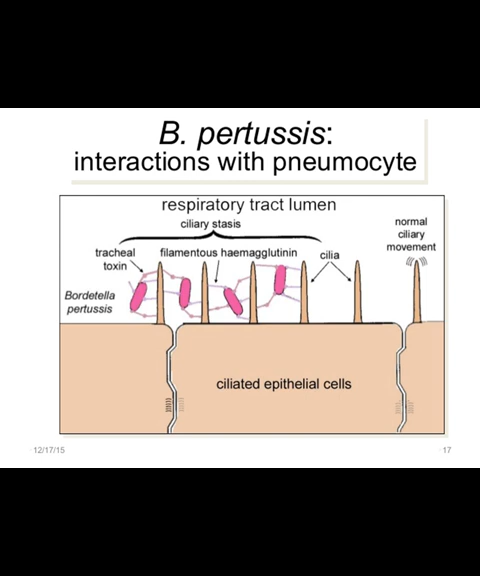 B. pertussis:
interactions with pneumocyte
respiratory tract lumen
ciliary stasis
normal
ciliary
movement
tracheal
toxin
filamentous haemagglutinin
cilia
Bordetella
pertussis
ciliated epithelial cells
12/17/15
17